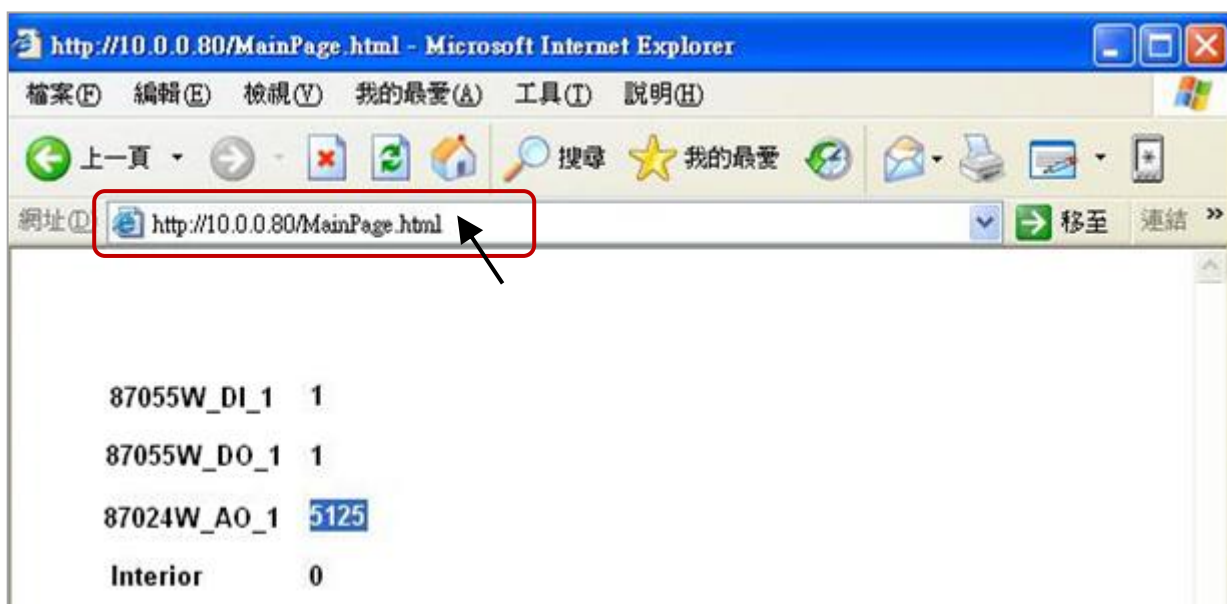 http://10.0.0.80/MainPage.html - Microsoft Internet Explorer
檔案(F) 編輯(E) 檢視(V) 我的最愛(A) 工具(T) 說明(H)
上一頁 搜尋 我的最愛
網址(D) http://10.0.0.80/MainPage.html 移至 連結 »
87055W_DI_1 1
87055W_DO_1 1
87024W_AO_1 5125
Interior 0